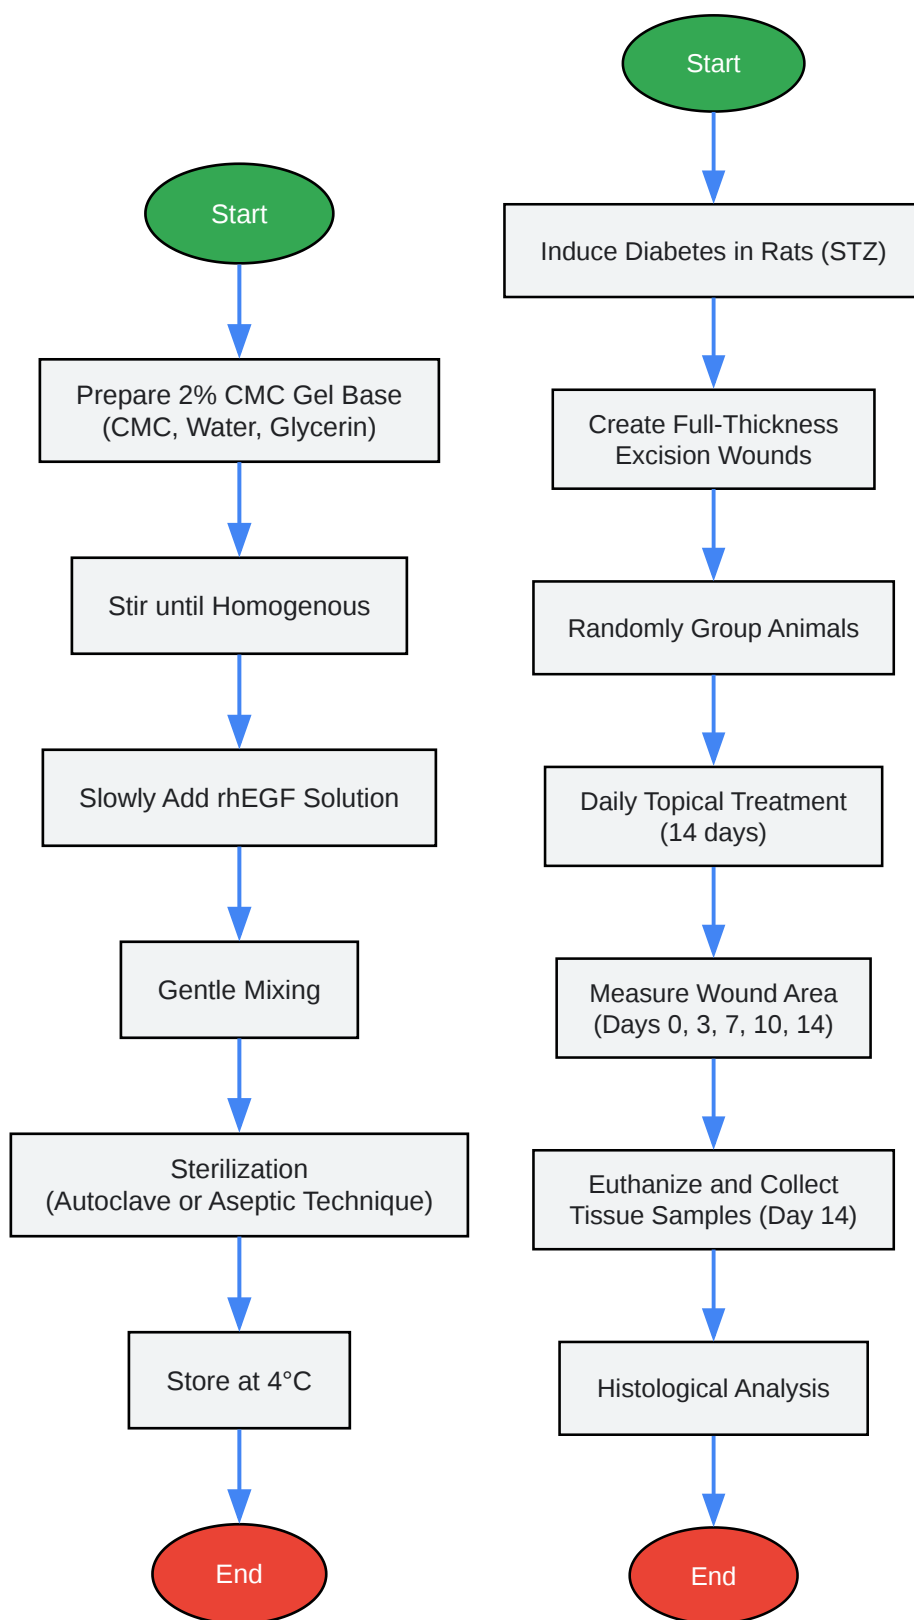 Start
Prepare 2% CMC Gel Base
(CMC, Water, Glycerin)
Stir until Homogenous
Slowly Add rhEGF Solution
Gentle Mixing
Sterilization
(Autoclave or Aseptic Technique)
Store at 4°C
End
Start
Induce Diabetes in Rats (STZ)
Create Full-Thickness
Excision Wounds
Randomly Group Animals
Daily Topical Treatment
(14 days)
Measure Wound Area
(Days 0, 3, 7, 10, 14)
Euthanize and Collect
Tissue Samples (Day 14)
Histological Analysis
End